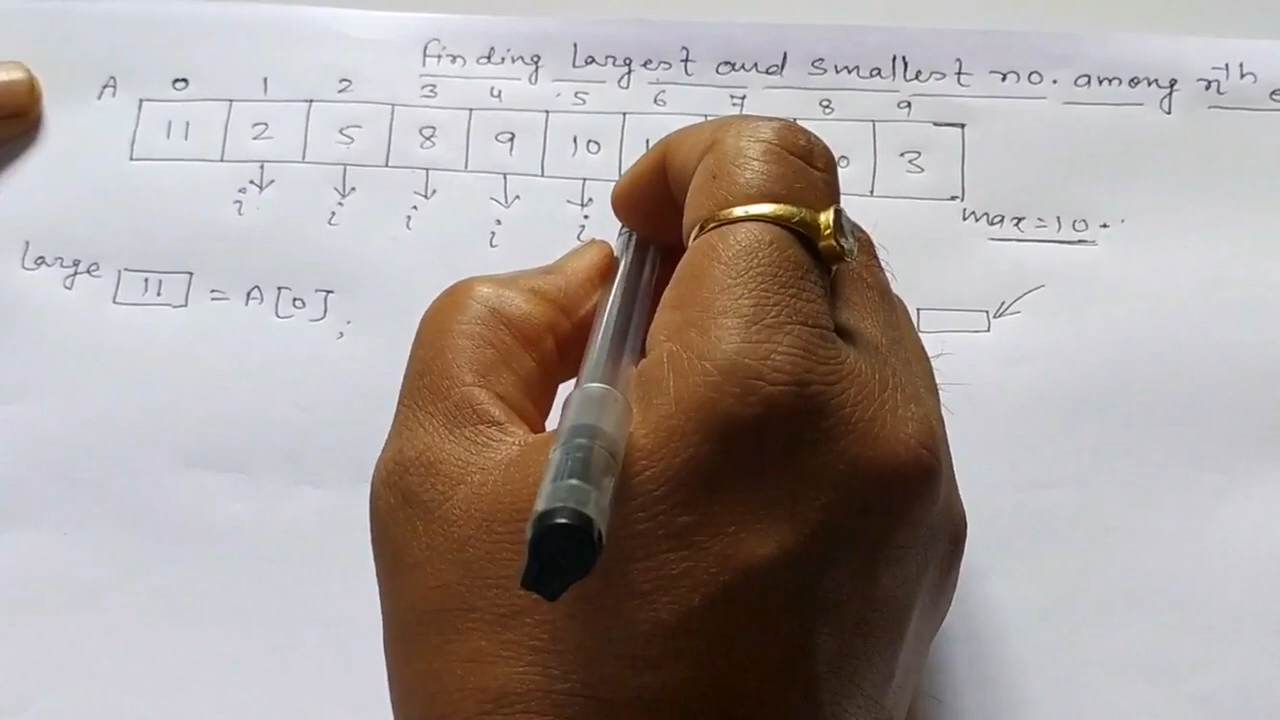 Finding largest and smallest no. among nth
A 0 1 2 3 4 5 6 7 8 9
11 2 5 8 9 10 3
i i i i i
max=10
large 11 = A[0];